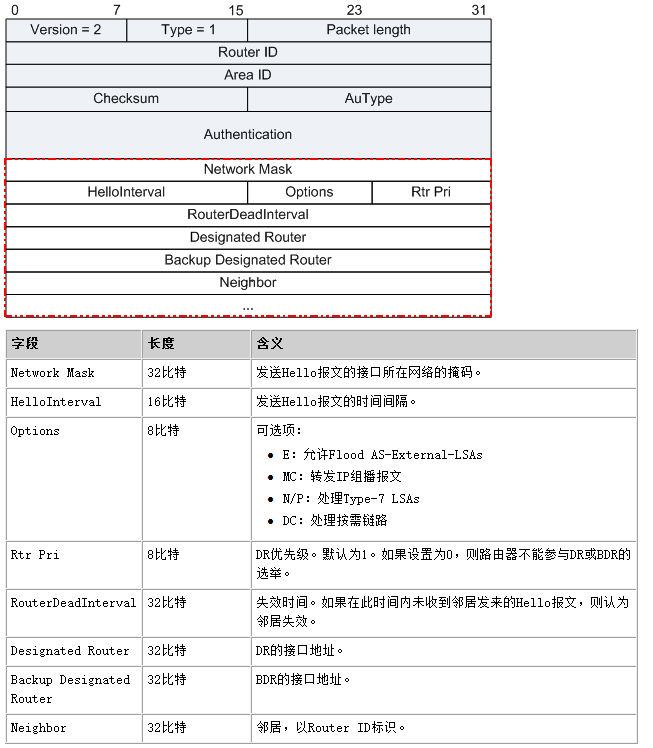 0 7 15 23 31
Version = 2 Type = 1 Packet length
Router ID
Area ID
Checksum AuType
Authentication
Network Mask
HelloInterval Options Rtr Pri
RouterDeadInterval
Designated Router
Backup Designated Router
Neighbor
...
字段 长度 含义
Network Mask 32比特 发送Hello报文的接口所在网络的掩码。
HelloInterval 16比特 发送Hello报文的时间间隔。
Options 8比特 可选项：
● E：允许Flood AS-External-LSAs
● MC：转发IP组播报文
● N/P：处理Type-7 LSAs
● DC：处理按需链路
Rtr Pri 8比特 DR优先级。默认为1。如果设置为0，则路由器不能参与DR或BDR的
选举。
RouterDeadInterval 32比特 失效时间。如果在此时间内未收到邻居发来的Hello报文，则认为
邻居失效。
Designated Router 32比特 DR的接口地址。
Backup Designated 32比特 BDR的接口地址。
Router
Neighbor 32比特 邻居，以Router ID标识。